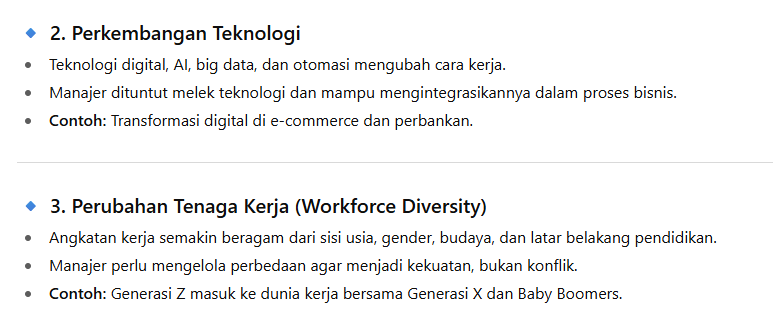 2. Perkembangan Teknologi
Teknologi digital, AI, big data, dan otomasi mengubah cara kerja.
Manajer dituntut melek teknologi dan mampu mengintegrasikannya dalam proses bisnis.
Contoh: Transformasi digital di e-commerce dan perbankan.
3. Perubahan Tenaga Kerja (Workforce Diversity)
Angkatan kerja semakin beragam dari sisi usia, gender, budaya, dan latar belakang pendidikan.
Manajer perlu mengelola perbedaan agar menjadi kekuatan, bukan konflik.
Contoh: Generasi Z masuk ke dunia kerja bersama Generasi X dan Baby Boomers.